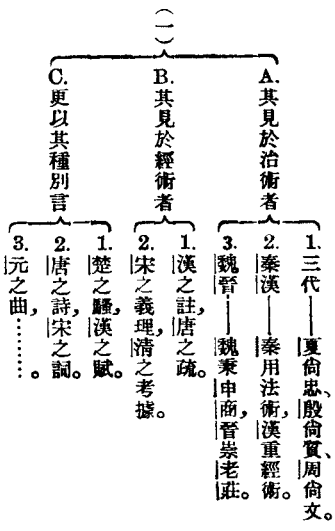 （一）
A.其見於治術者
1.三代——夏尙忠、殷尙質、周尙文。
2.秦漢——秦用法術，漢重經術。
3.魏晉——魏秉申商，晉崇老莊。
B.其見於經術者
1.漢之註，唐之疏。
2.宋之義理，清之考據。
C.更以其種別言
1.楚之騷，漢之賦。
2.唐之詩，宋之詞。
3.元之曲，………。